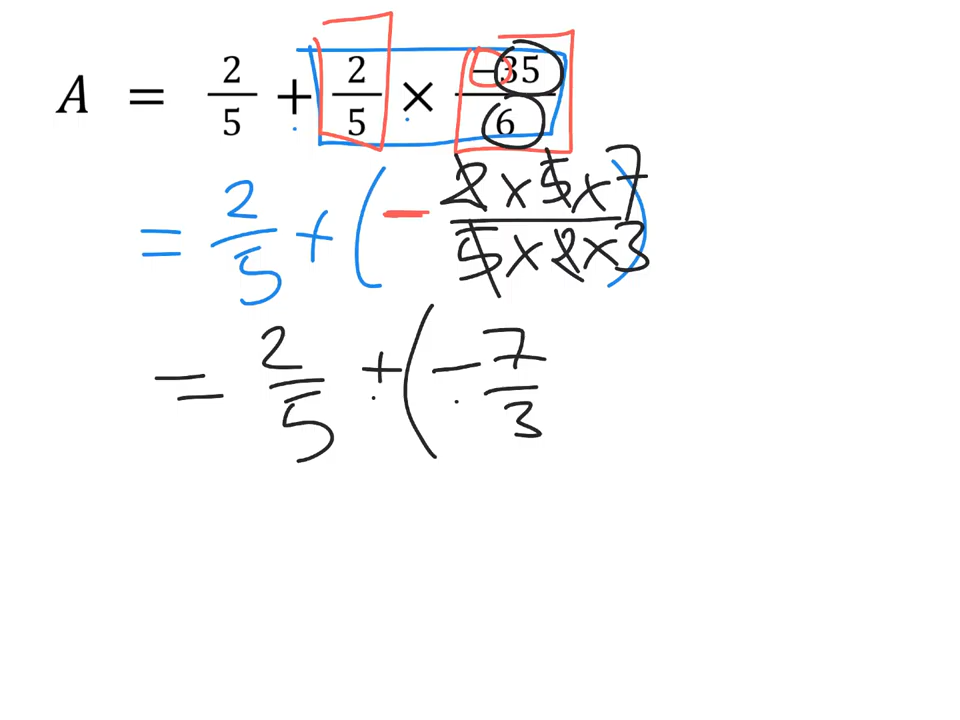 A = 2/5 + 2/5 × −35/6
= 2/5 + (− 2×5×7/5×2×3)
= 2/5 + (− 7/3